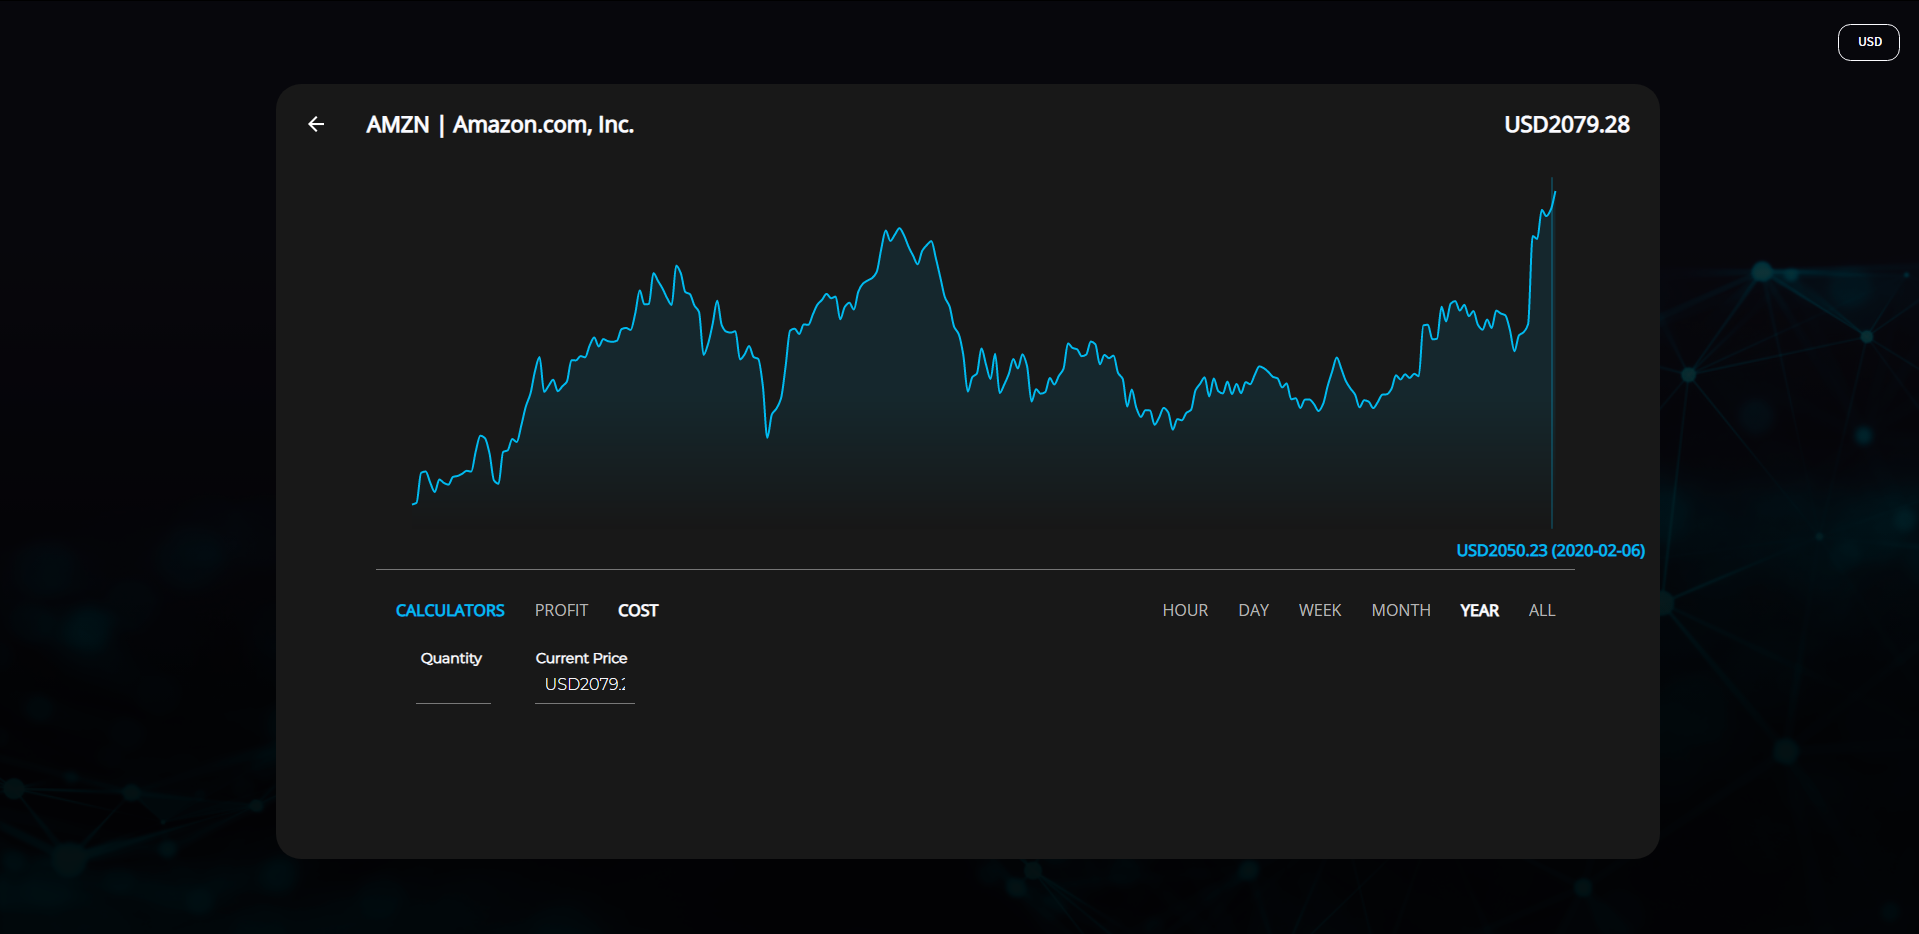 USD
AMZN | Amazon.com, Inc.
USD2079.28
USD2050.23 (2020-02-06)
CALCULATORS PROFIT COST
HOUR DAY WEEK MONTH YEAR ALL
Quantity Current Price
USD2079.2